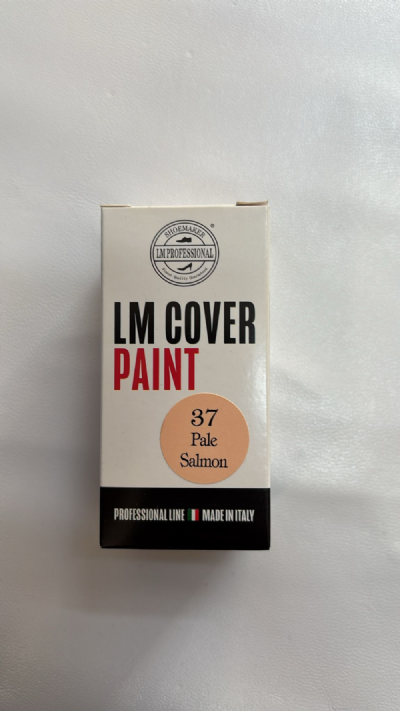 SHOEMAKER
LM PROFESSIONAL
LM COVER
PAINT
37
Pale
Salmon
PROFESSIONAL LINE MADE IN ITALY